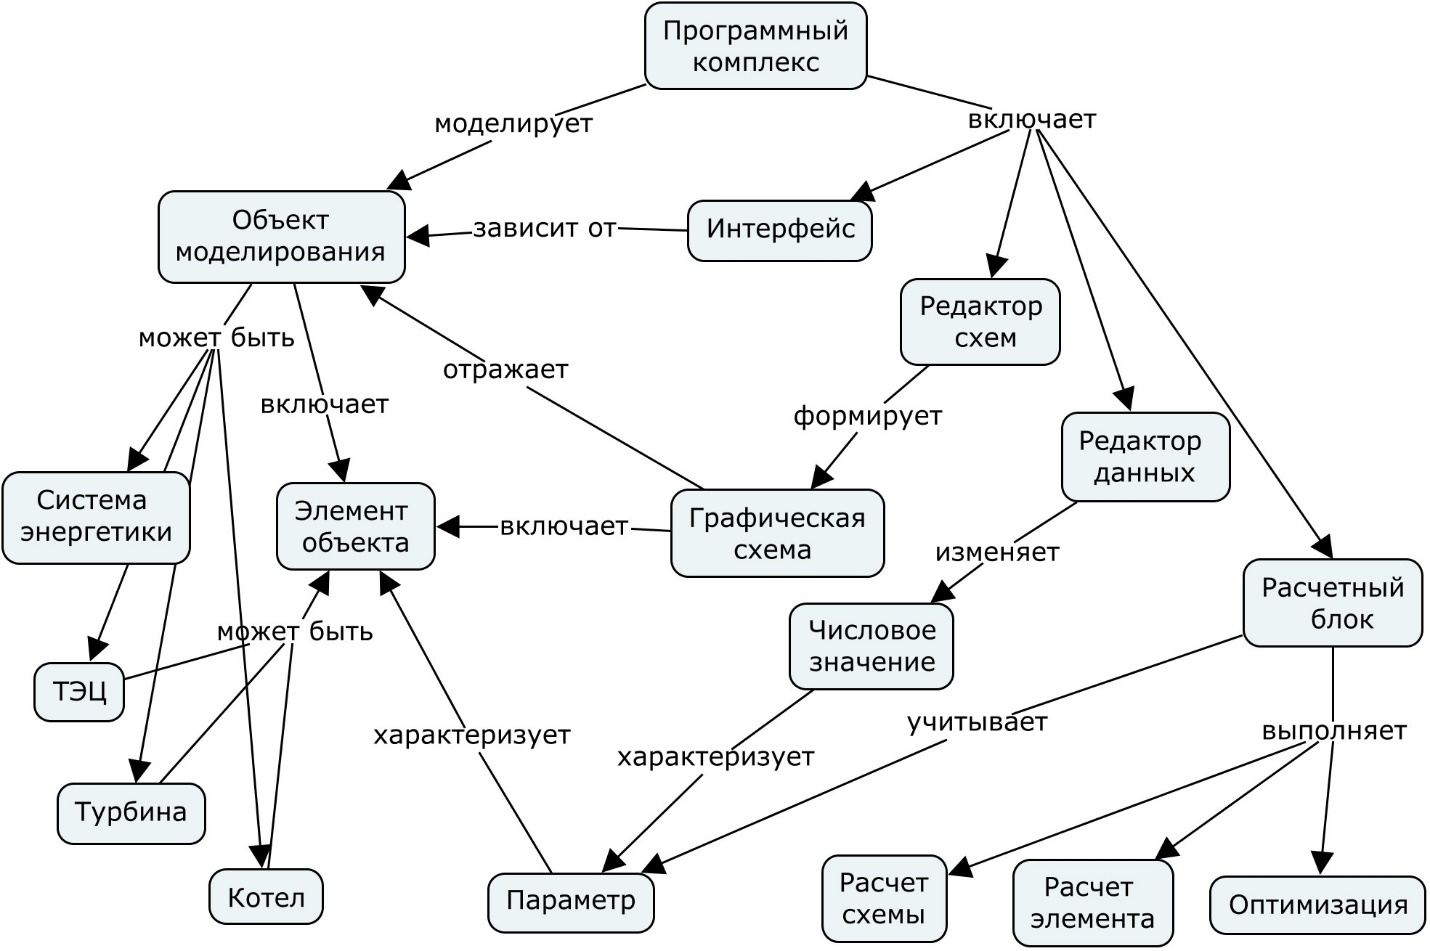 Программный
комплекс
моделирует
включает
Объект
моделирования
зависит от
Интерфейс
Редактор
схем
может быть
включает
отражает
формирует
Редактор
данных
Система
энергетики
Элемент
объекта
включает
Графическая
схема
изменяет
Расчетный
блок
Числовое
значение
может быть
ТЭЦ
характеризует
характеризует
учитывает
выполняет
Турбина
Котел
Параметр
Расчет
схемы
Расчет
элемента
Оптимизация